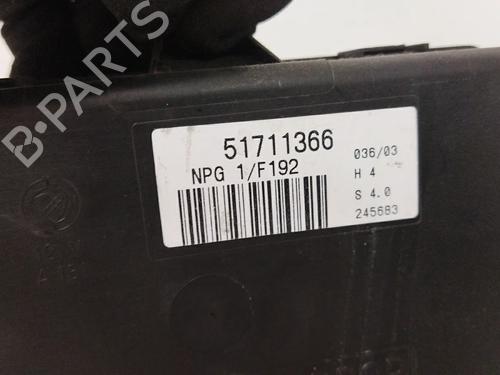 B-PARTS
51711366
NPG 1/F192
036/03
H 4
S 4.0
245683